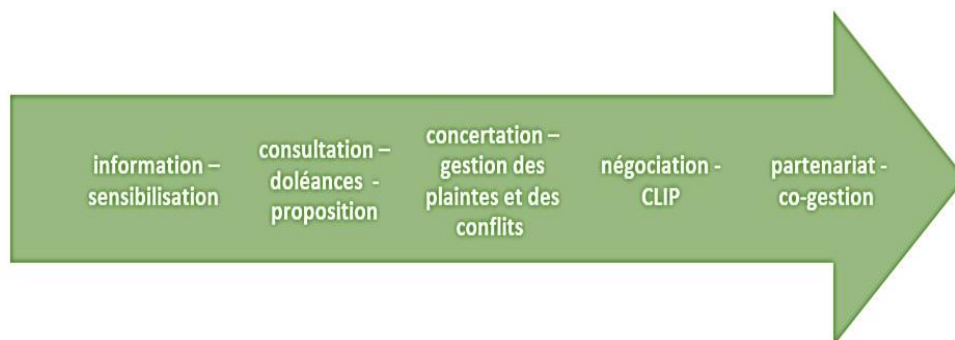 information –
sensibilisation
consultation –
doléances -
proposition
concertation –
gestion des
plaintes et des
conflits
négociation -
CLIP
partenariat -
co-gestion